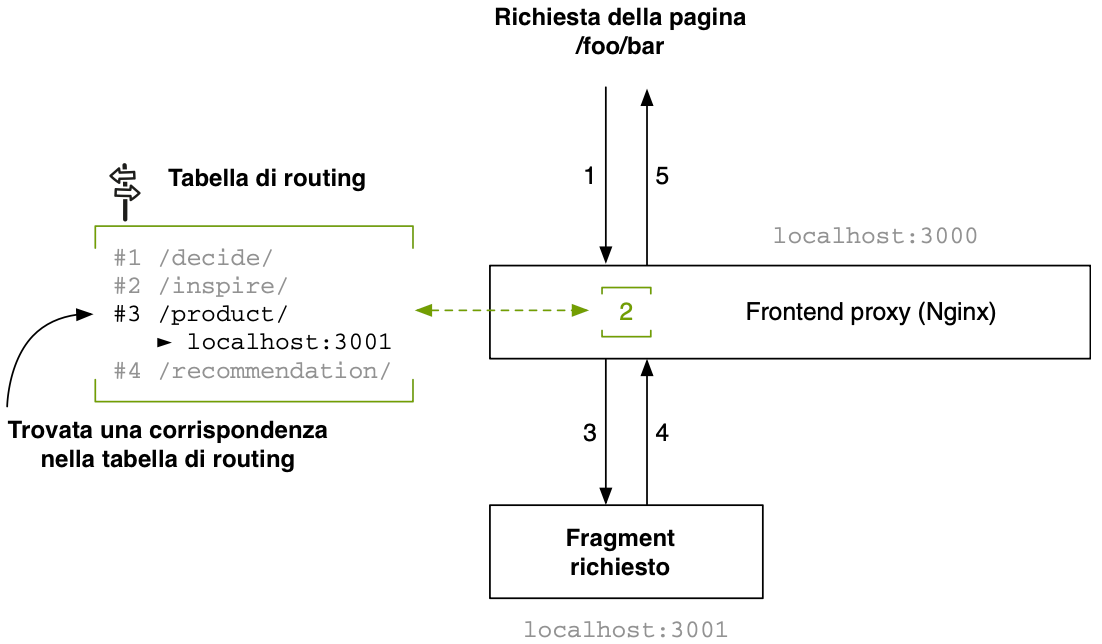 Richiesta della pagina
/foo/bar
1
5
Tabella di routing
localhost:3000
#1 /decide/
#2 /inspire/
#3 /product/
► localhost:3001
#4 /recommendation/
2
Frontend proxy (Nginx)
Trovata una corrispondenza
nella tabella di routing
3
4
Fragment
richiesto
localhost:3001